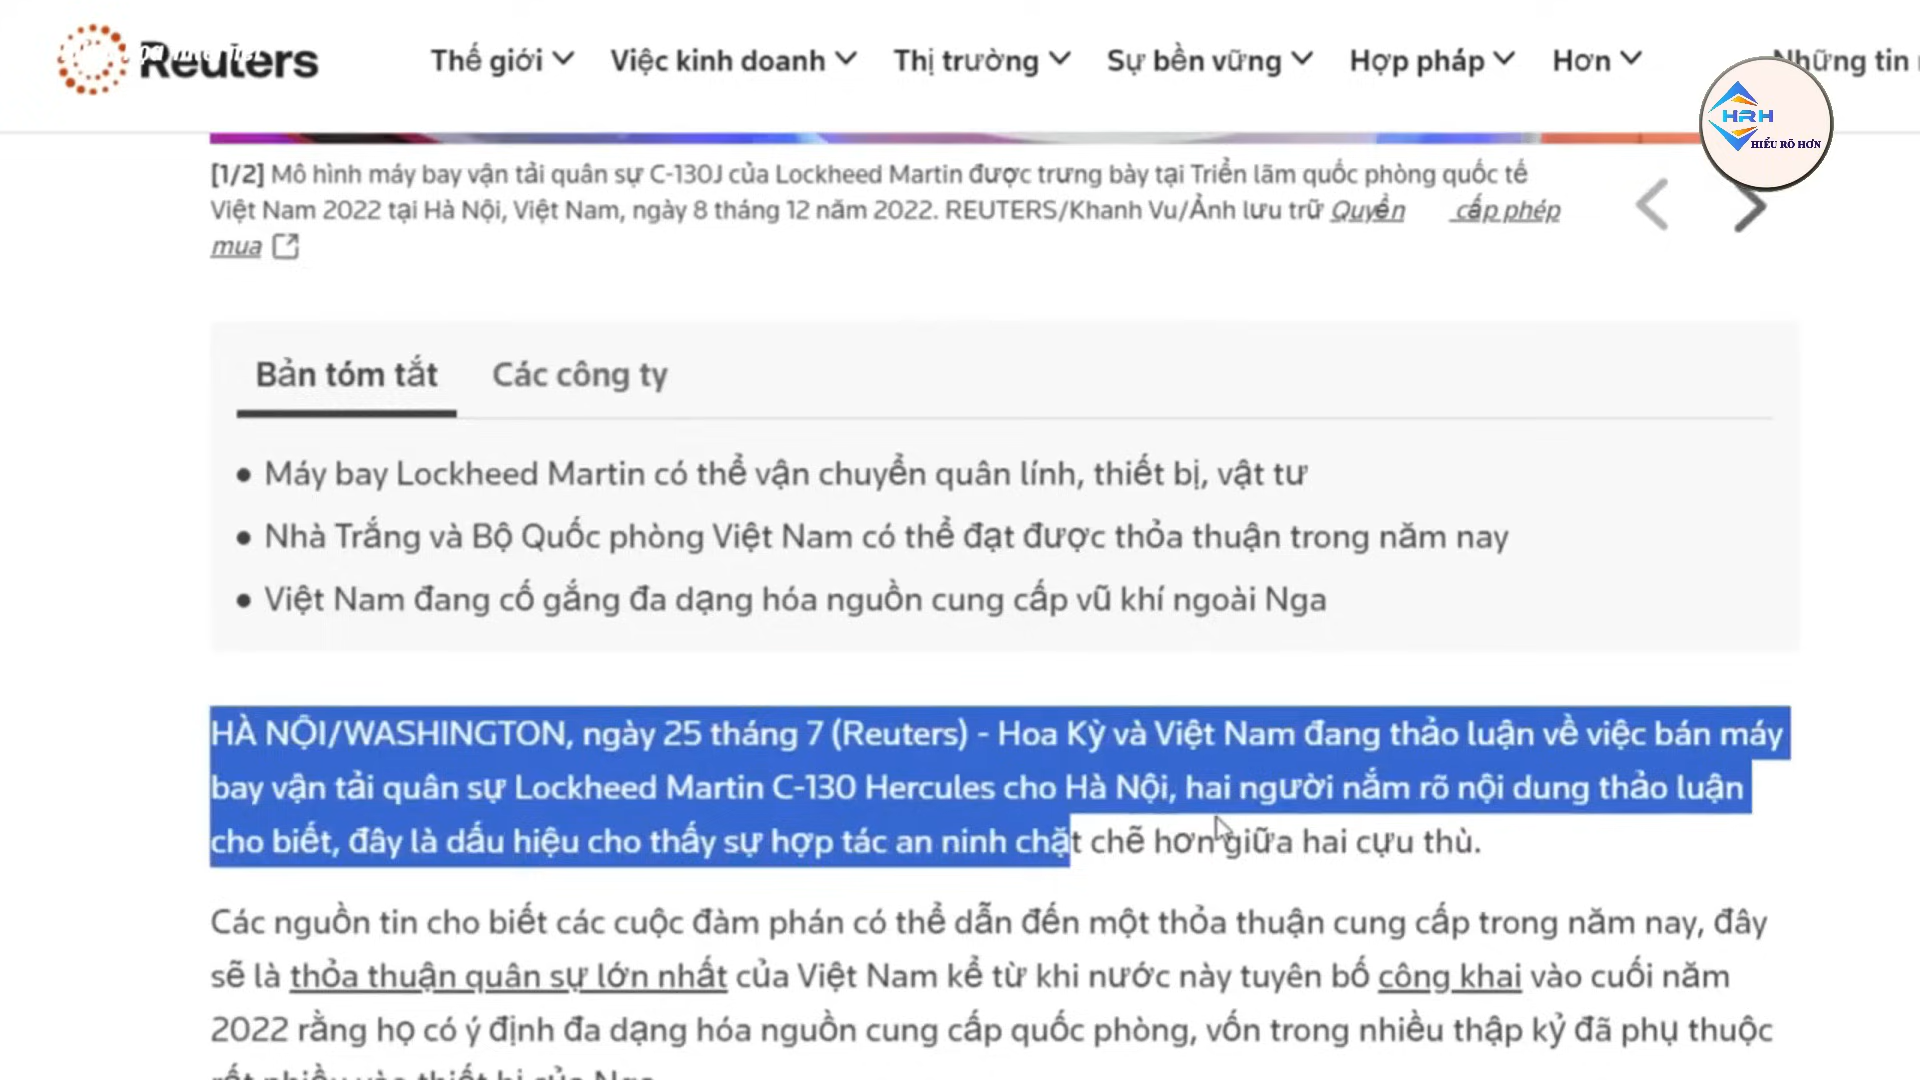 Reuters
Thế giới Việc kinh doanh Thị trường Sự bền vững Hợp pháp Hơn Những tin
HRH
HIỂU RÕ HƠN
[1/2] Mô hình máy bay vận tải quân sự C-130J của Lockheed Martin được trưng bày tại Triển lãm quốc phòng quốc tế
Việt Nam 2022 tại Hà Nội, Việt Nam, ngày 8 tháng 12 năm 2022. REUTERS/Khanh Vu/Ảnh lưu trữ Quyền cấp phép
mua
Bản tóm tắt Các công ty
• Máy bay Lockheed Martin có thể vận chuyển quân lính, thiết bị, vật tư
• Nhà Trắng và Bộ Quốc phòng Việt Nam có thể đạt được thỏa thuận trong năm nay
• Việt Nam đang cố gắng đa dạng hóa nguồn cung cấp vũ khí ngoài Nga
HÀ NỘI/WASHINGTON, ngày 25 tháng 7 (Reuters) - Hoa Kỳ và Việt Nam đang thảo luận về việc bán máy
bay vận tải quân sự Lockheed Martin C-130 Hercules cho Hà Nội, hai người nắm rõ nội dung thảo luận
cho biết, đây là dấu hiệu cho thấy sự hợp tác an ninh chặt chẽ hơn giữa hai cựu thù.
Các nguồn tin cho biết các cuộc đàm phán có thể dẫn đến một thỏa thuận cung cấp trong năm nay, đây
sẽ là thỏa thuận quân sự lớn nhất của Việt Nam kể từ khi nước này tuyên bố công khai vào cuối năm
2022 rằng họ có ý định đa dạng hóa nguồn cung cấp quốc phòng, vốn trong nhiều thập kỷ đã phụ thuộc
rất nhiều vào thiết bị của Nga